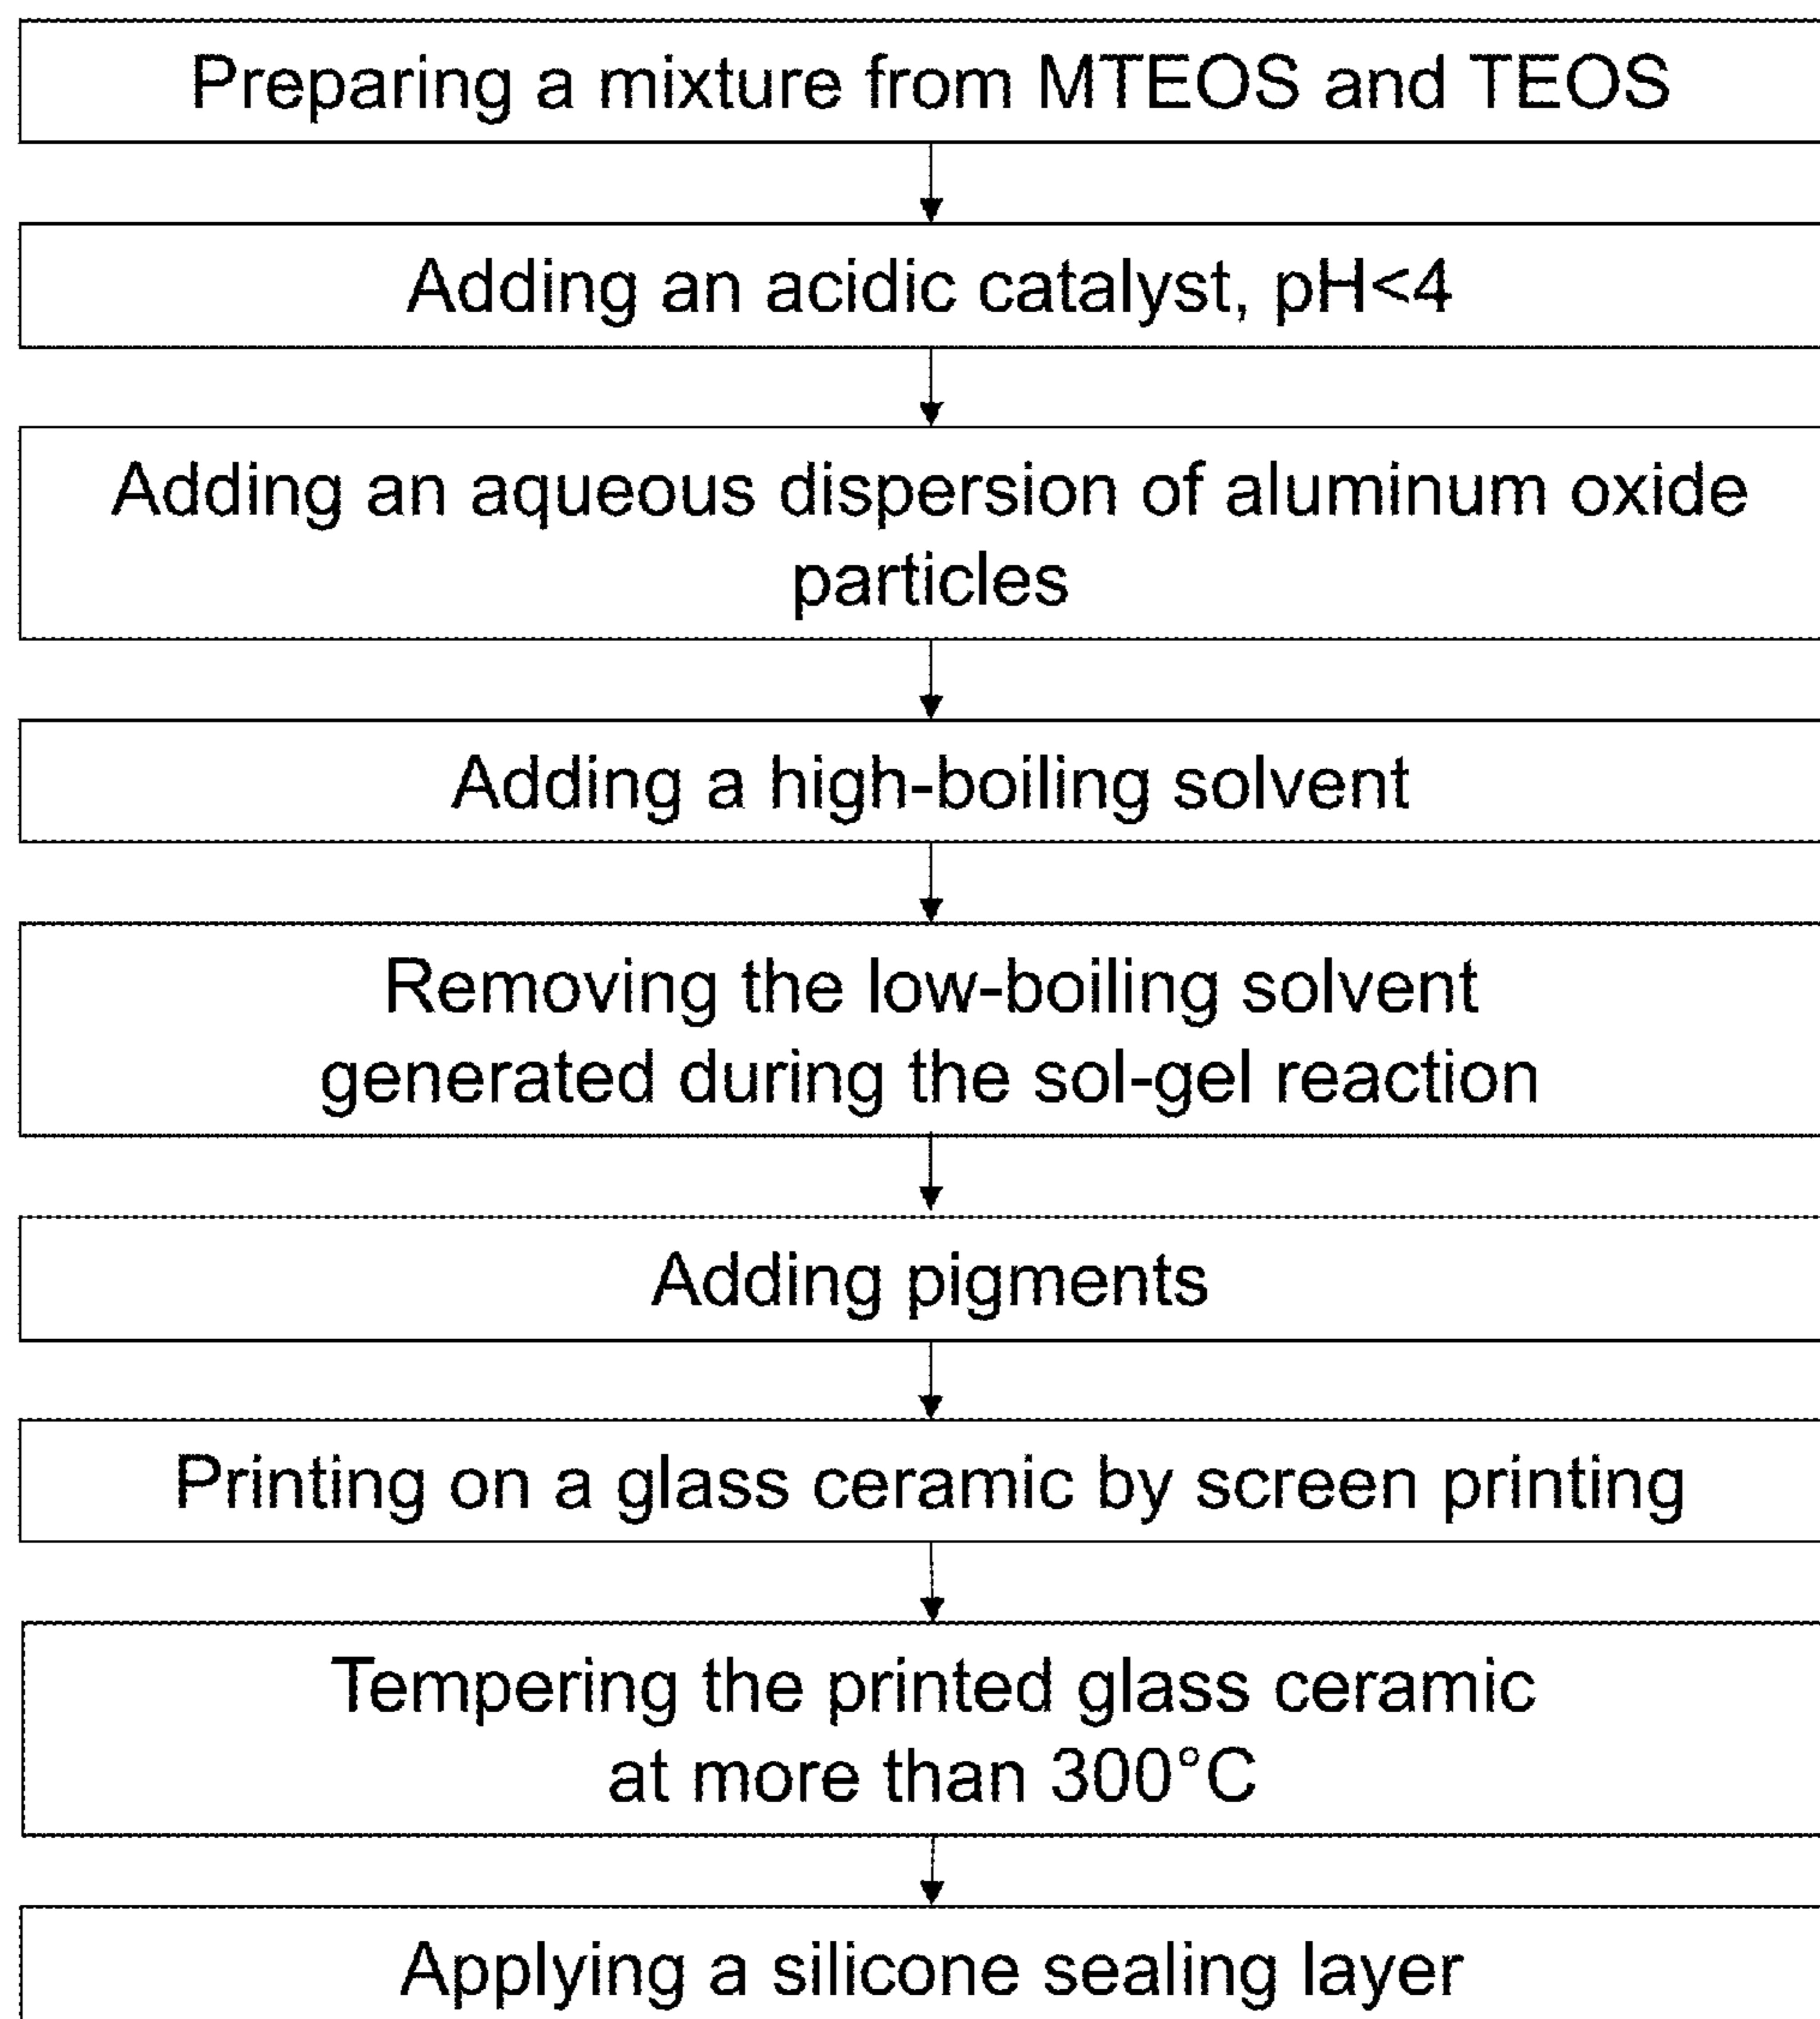 Preparing a mixture from MTEOS and TEOS
Adding an acidic catalyst, pH<4
Adding an aqueous dispersion of aluminum oxide
particles
Adding a high-boiling solvent
Removing the low-boiling solvent
generated during the sol-gel reaction
Adding pigments
Printing on a glass ceramic by screen printing
Tempering the printed glass ceramic
at more than 300°C
Applying a silicone sealing layer